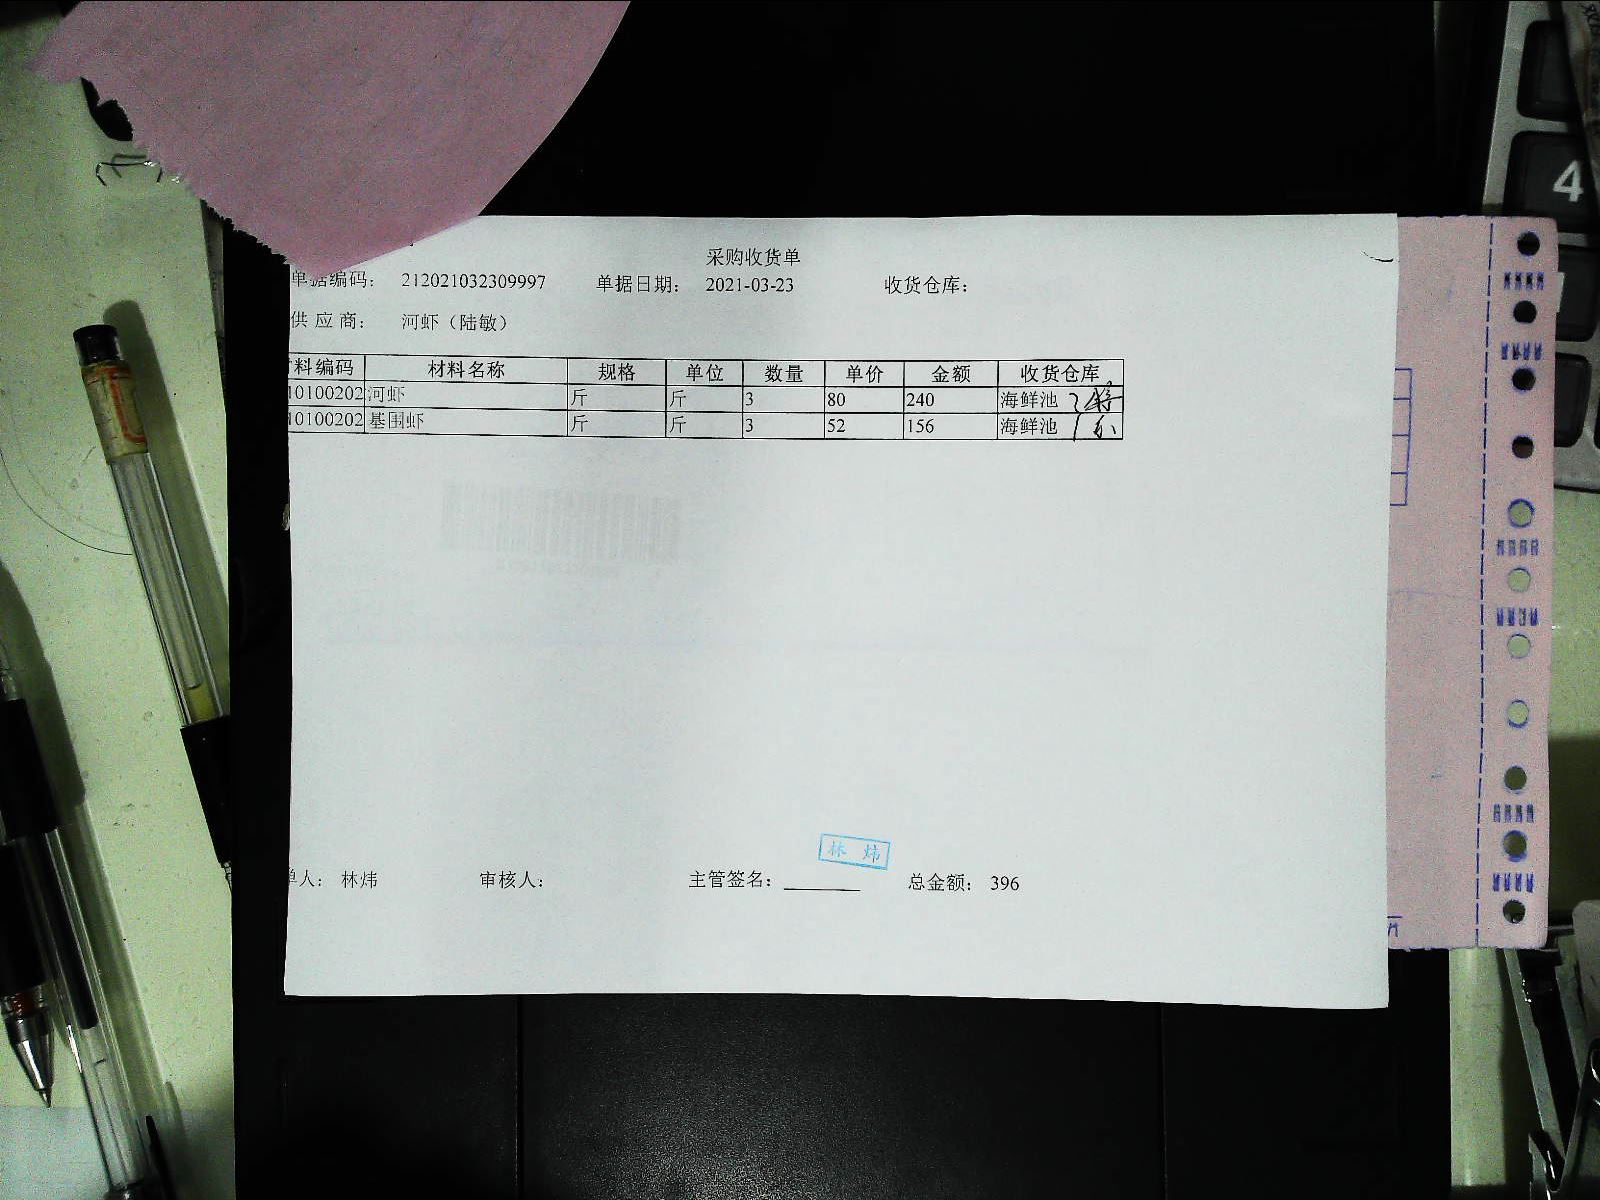 采购收货单
单据编码： 212021032309997 单据日期： 2021-03-23 收货仓库：
供 应 商： 河虾（陆敏）
料编码 材料名称 规格 单位 数量 单价 金额 收货仓库
10100202 河虾 斤 斤 3 80 240 海鲜池
10100202 基围虾 斤 斤 3 52 156 海鲜池
林 炜
单人： 林炜 审核人： 主管签名： 总金额： 396
4